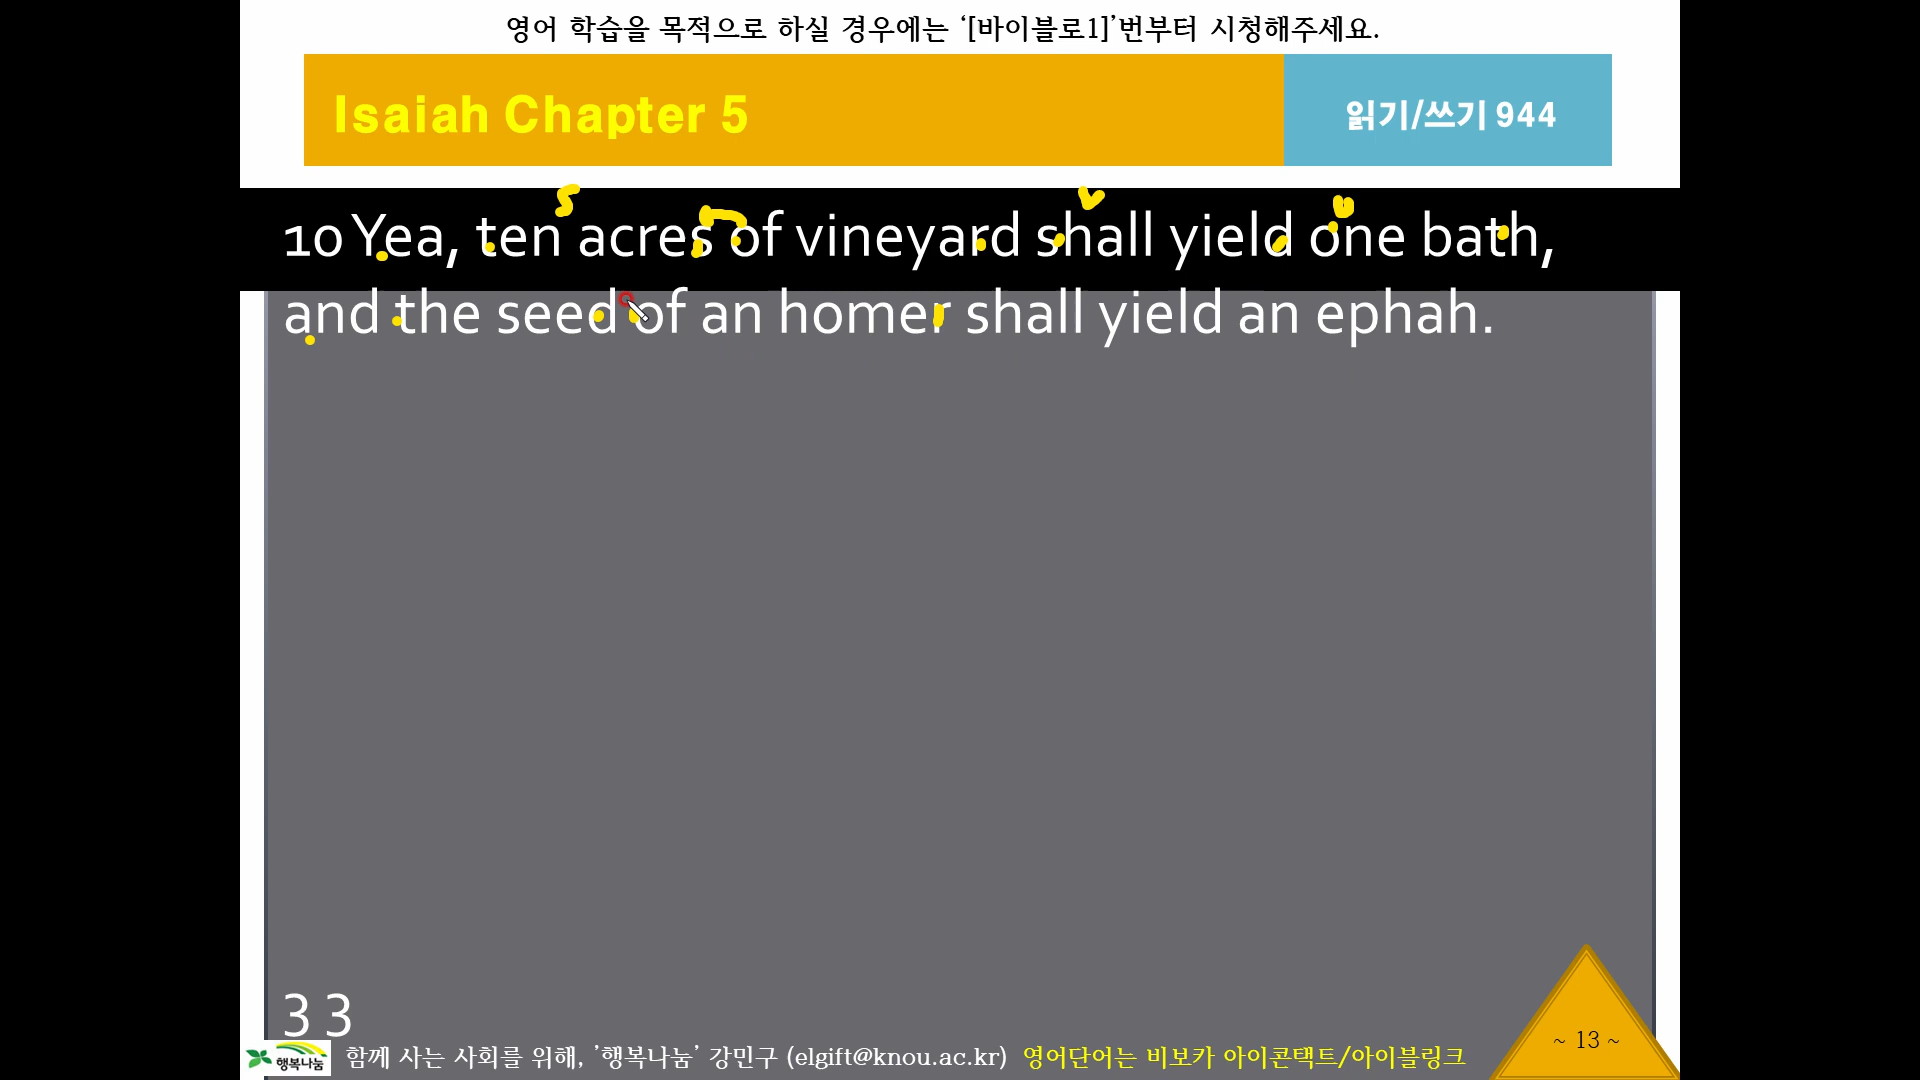 영어 학습을 목적으로 하실 경우에는 ‘[바이블로1]’번부터 시청해주세요.
Isaiah Chapter 5
읽기/쓰기 944
10 Yea, ten acres of vineyard shall yield one bath,
and the seed of an homer shall yield an ephah.
3 3
~ 13 ~
행복나눔 함께 사는 사회를 위해, ’행복나눔’ 강민구 (elgift@knou.ac.kr) 영어단어는 비보카 아이콘택트/아이블링크